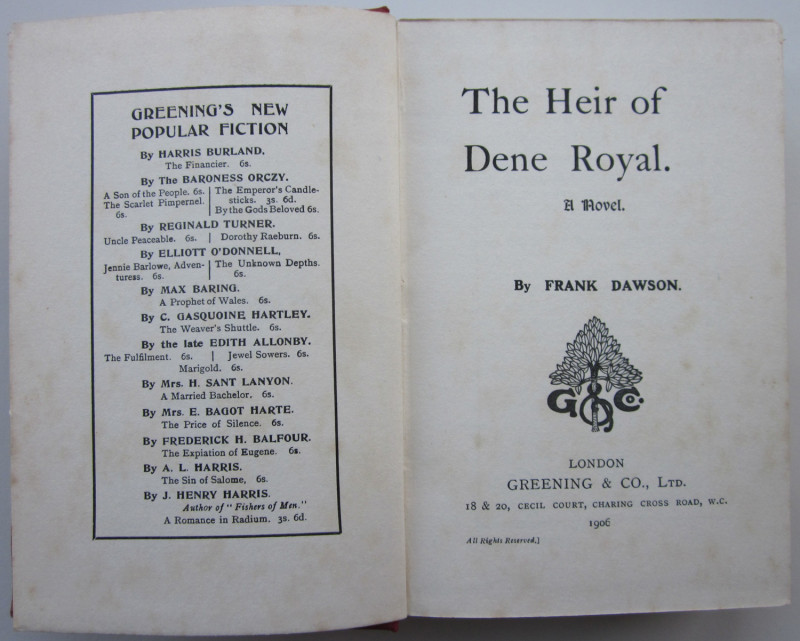 GREENING'S NEW
POPULAR FICTION
By HARRIS BURLAND.
The Financier. 6s.
By The BARONESS ORCZY.
A Son of the People. 6s. | The Emperor's Candle-
The Scarlet Pimpernel. | sticks. 3s. 6d.
6s. | By the Gods Beloved 6s.
By REGINALD TURNER.
Uncle Peaceable. 6s. | Dorothy Raeburn. 6s.
By ELLIOTT O'DONNELL,
Jennie Barlowe, Adven- | The Unknown Depths.
turess. 6s. | 6s.
By MAX BARING.
A Prophet of Wales. 6s.
By C. GASQUOINE HARTLEY.
The Weaver's Shuttle. 6s.
By the late EDITH ALLONBY.
The Fulfilment. 6s. | Jewel Sowers. 6s.
Marigold. 6s.
By Mrs. H. SANT LANYON.
A Married Bachelor. 6s.
By Mrs. E. BAGOT HARTE.
The Price of Silence. 6s.
By FREDERICK H. BALFOUR.
The Expiation of Eugene. 6s.
By A. L. HARRIS.
The Sin of Salome, 6s.
By J. HENRY HARRIS.
Author of "Fishers of Men."
A Romance in Radium. 3s. 6d.
The Heir of
Dene Royal.
A Novel.
By FRANK DAWSON.
G & Co.
LONDON
GREENING & CO., LTD.
18 & 20, CECIL COURT, CHARING CROSS ROAD, W.C.
1906
All Rights Reserved.]